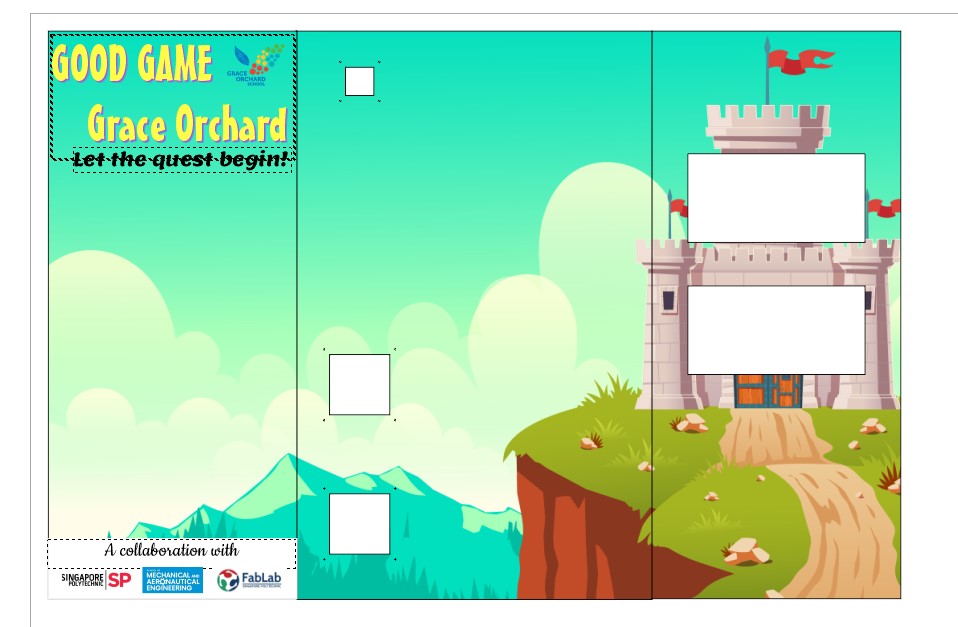 GOOD GAME
GRACE
ORCHARD
SCHOOL
Grace Orchard
Let the quest begin!
A collaboration with
SINGAPORE
POLYTECHNIC
SP
MECHANICAL AND
AERONAUTICAL
ENGINEERING
FabLab